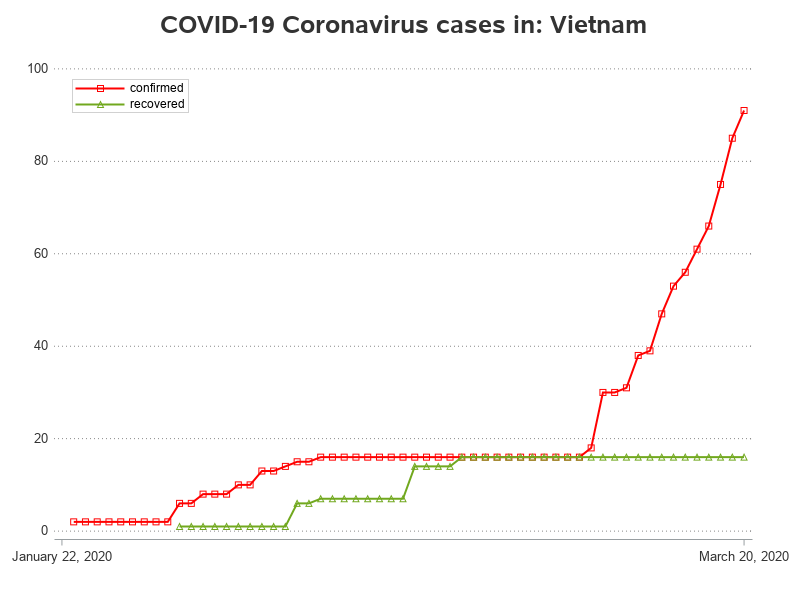 COVID-19 Coronavirus cases in: Vietnam
100
confirmed
recovered
80
60
40
20
0
January 22, 2020
March 20, 2020